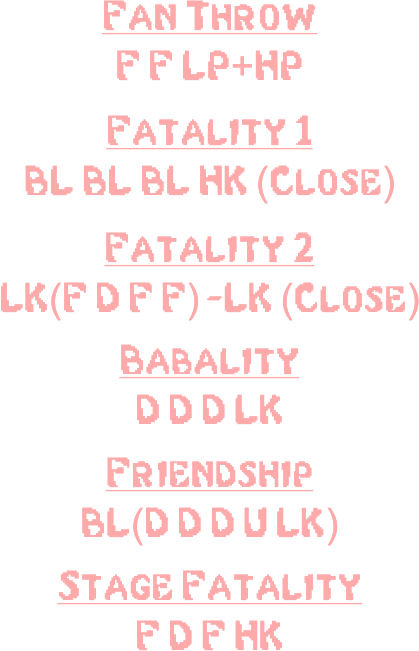 Fan Throw
F F LP+HP
Fatality 1
BL BL BL HK (Close)
Fatality 2
LK(F D F F) -LK (Close)
Babality
D D D LK
Friendship
BL(D D D U LK)
Stage Fatality
F D F HK